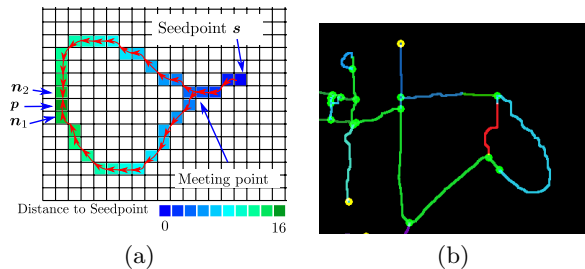 Seedpoint s
n₂
p
n₁
Meeting point
Distance to Seedpoint
0 16
(a) (b)